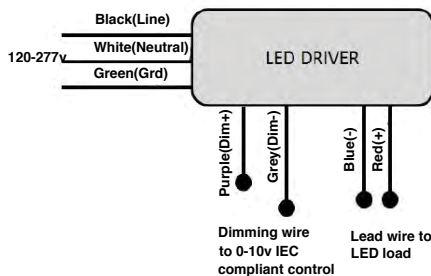 Black(Line)
White(Neutral)
120-277v
Green(Grd)
LED DRIVER
Purple(Dim+)
Grey(Dim-)
Blue(-)
Red(+)
Dimming wire
to 0-10v IEC
compliant control
Lead wire to
LED load